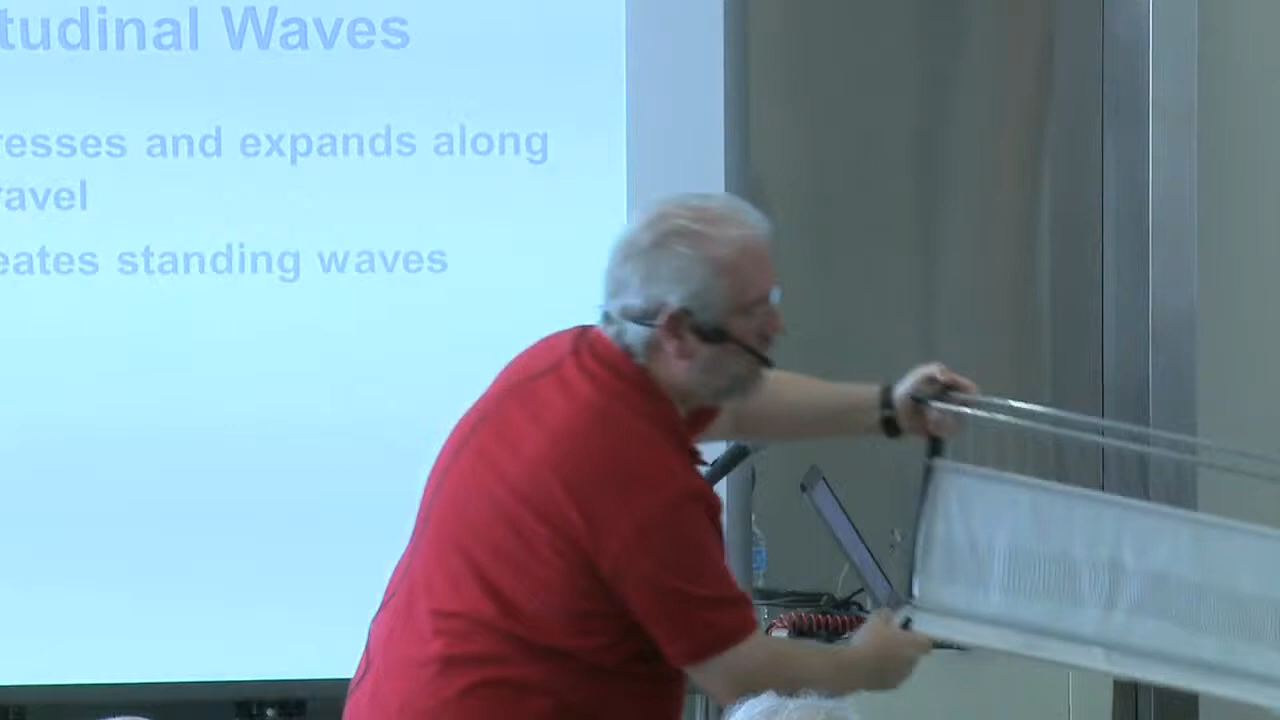 tudinal Waves
resses and expands along
ravel
eates standing waves